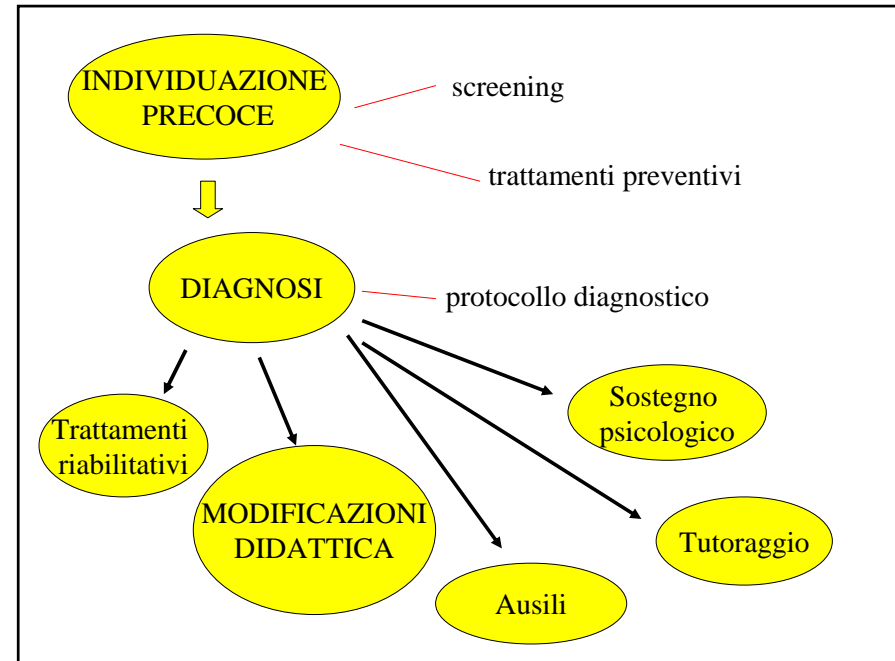 INDIVIDUAZIONE
PRECOCE
screening
trattamenti preventivi
DIAGNOSI
protocollo diagnostico
Trattamenti
riabilitativi
MODIFICAZIONI
DIDATTICA
Sostegno
psicologico
Tutoraggio
Ausili